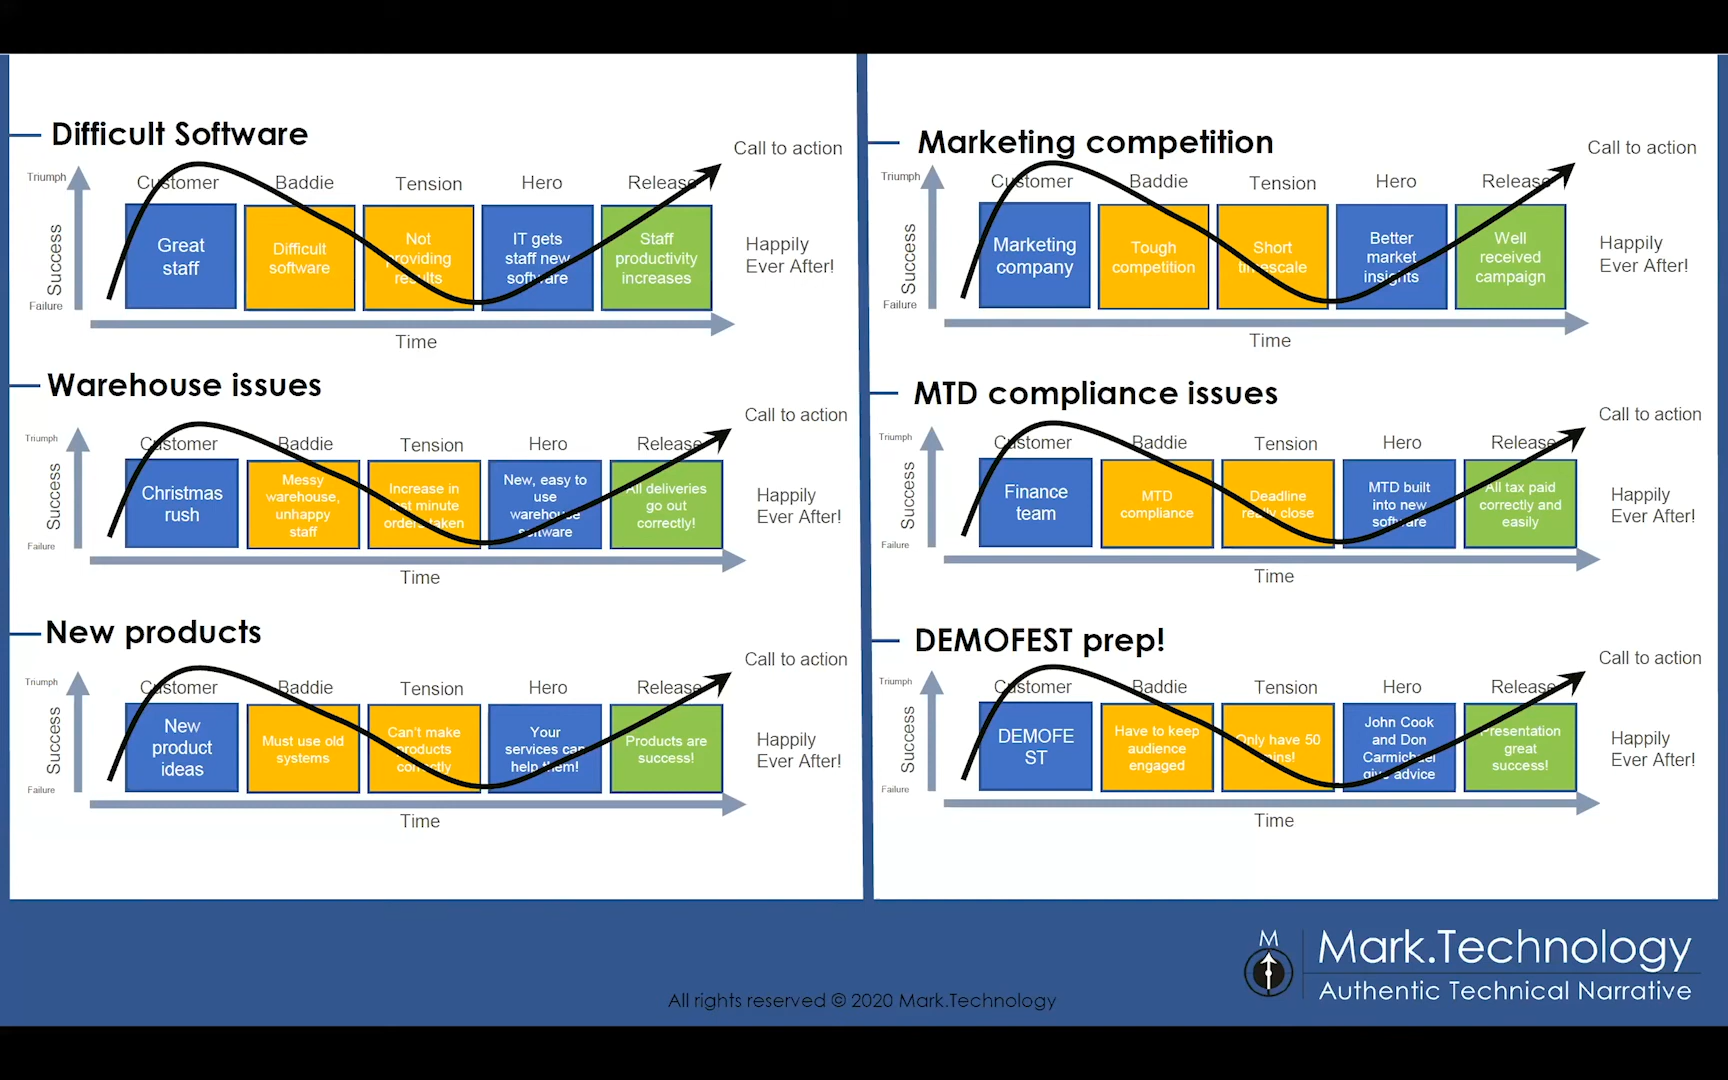 Difficult Software
Call to action
Triumph
Customer
Baddie
Tension
Hero
Release
Success
Great
staff
Difficult
software
Not
providing
results
IT gets
staff new
software
Staff
productivity
increases
Happily
Ever After!
Failure
Time
Warehouse issues
Call to action
Triumph
Customer
Baddie
Tension
Hero
Release
Success
Christmas
rush
Messy
warehouse,
unhappy
staff
Increase in
last minute
orders taken
New, easy to
use
warehouse
software
All deliveries
go out
correctly!
Happily
Ever After!
Failure
Time
New products
Call to action
Triumph
Customer
Baddie
Tension
Hero
Release
Success
New
product
ideas
Must use old
systems
Can't make
products
correctly
Your
services can
help them!
Products are
success!
Happily
Ever After!
Failure
Time
Marketing competition
Call to action
Triumph
Customer
Baddie
Tension
Hero
Release
Success
Marketing
company
Tough
competition
Short
timescale
Better
market
insights
Well
received
campaign
Happily
Ever After!
Failure
Time
MTD compliance issues
Call to action
Triumph
Customer
Baddie
Tension
Hero
Release
Success
Finance
team
MTD
compliance
Deadline
really close
MTD built
into new
software
All tax paid
correctly and
easily
Happily
Ever After!
Failure
Time
DEMOFEST prep!
Call to action
Triumph
Customer
Baddie
Tension
Hero
Release
Success
DEMOFE
ST
Have to keep
audience
engaged
Only have 50
mins!
John Cook
and Don
Carmichael
give advice
Presentation
great
success!
Happily
Ever After!
Failure
Time
M
Mark.Technology
Authentic Technical Narrative
All rights reserved © 2020 Mark.Technology